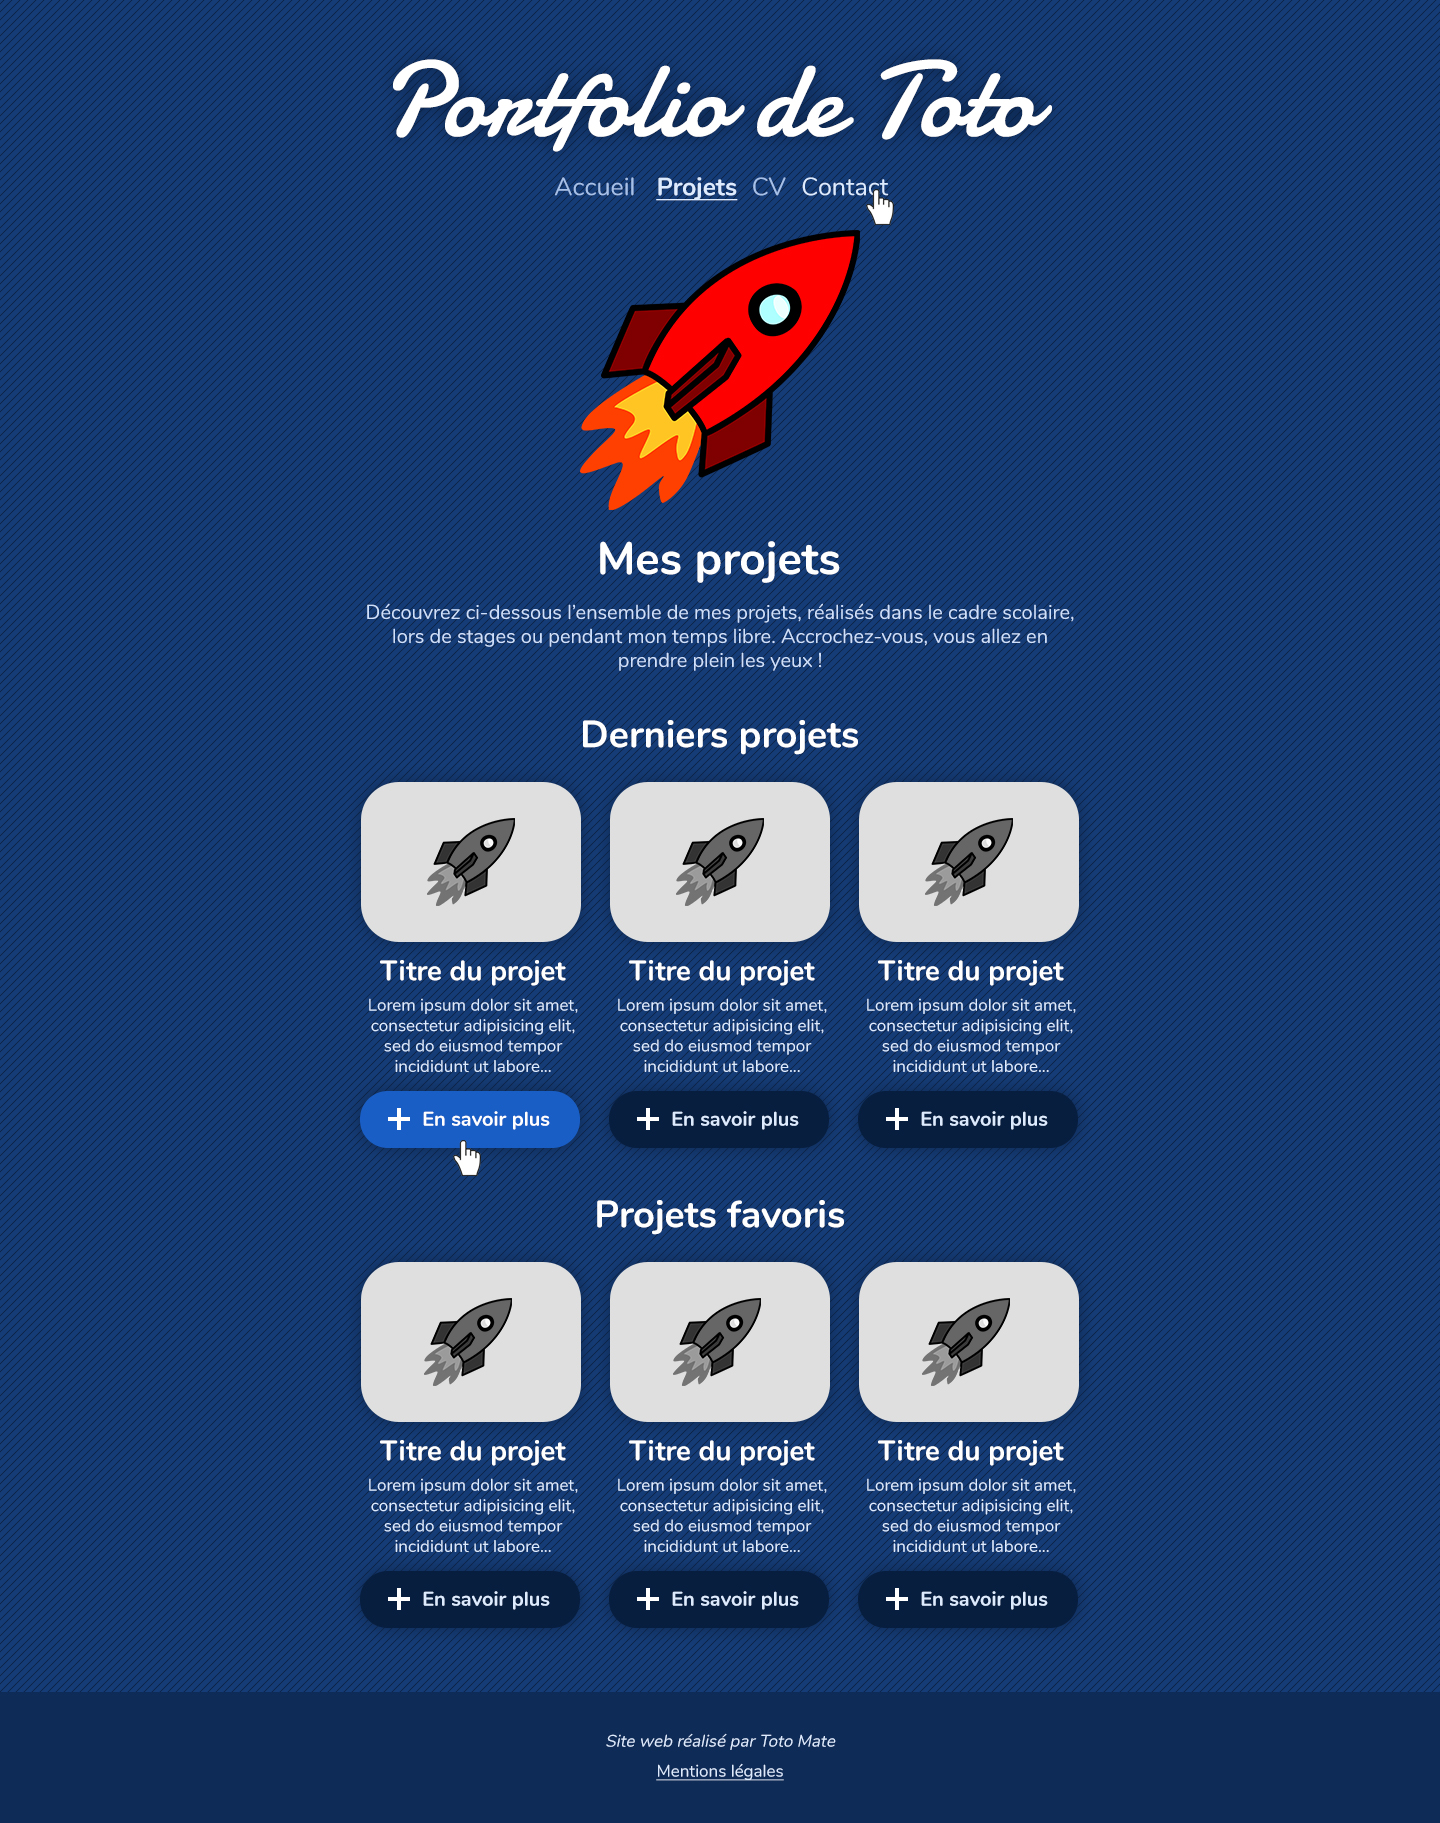 Portfolio de Toto
Accueil Projets CV Contact
Mes projets
Découvrez ci-dessous l’ensemble de mes projets, réalisés dans le cadre scolaire,
lors de stages ou pendant mon temps libre. Accrochez-vous, vous allez en
prendre plein les yeux !
Derniers projets
Titre du projet
Lorem ipsum dolor sit amet,
consectetur adipisicing elit,
sed do eiusmod tempor
incididunt ut labore...
En savoir plus
Titre du projet
Lorem ipsum dolor sit amet,
consectetur adipisicing elit,
sed do eiusmod tempor
incididunt ut labore...
En savoir plus
Titre du projet
Lorem ipsum dolor sit amet,
consectetur adipisicing elit,
sed do eiusmod tempor
incididunt ut labore...
En savoir plus
Projets favoris
Titre du projet
Lorem ipsum dolor sit amet,
consectetur adipisicing elit,
sed do eiusmod tempor
incididunt ut labore...
En savoir plus
Titre du projet
Lorem ipsum dolor sit amet,
consectetur adipisicing elit,
sed do eiusmod tempor
incididunt ut labore...
En savoir plus
Titre du projet
Lorem ipsum dolor sit amet,
consectetur adipisicing elit,
sed do eiusmod tempor
incididunt ut labore...
En savoir plus
Site web réalisé par Toto Mate
Mentions légales